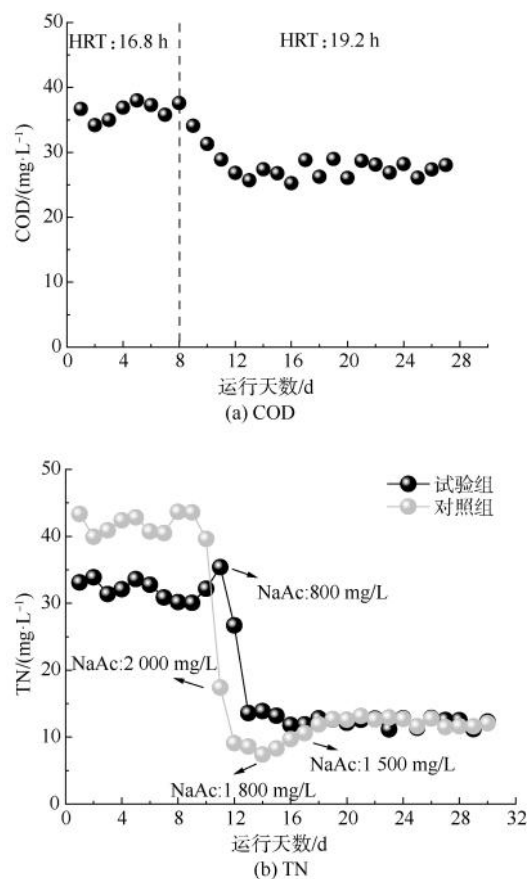 HRT:16.8 h
HRT:19.2 h
50
40
30
20
10
0
COD/(mg·L⁻¹)
0 4 8 12 16 20 24 28
运行天数/d
(a) COD
试验组
对照组
50
40
30
20
10
0
TN/(mg·L⁻¹)
NaAc:800 mg/L
NaAc:2 000 mg/L
NaAc:1 500 mg/L
NaAc:1 800 mg/L
0 4 8 12 16 20 24 28 32
运行天数/d
(b) TN